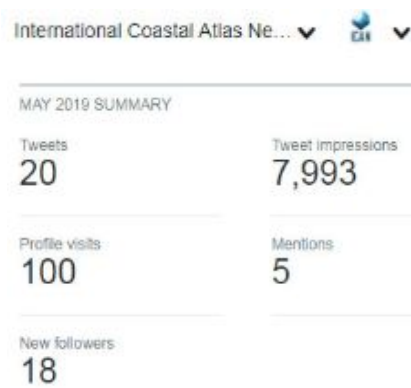 International Coastal Atlas Ne...
ICAN
MAY 2019 SUMMARY
Tweets
Tweet impressions
20
7,993
Profile visits
Mentions
100
5
New followers
18